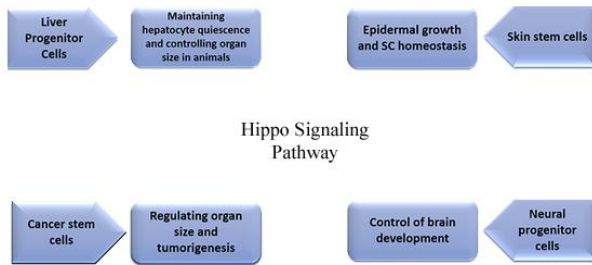 Liver
Progenitor
Cells
Maintaining
hepatocyte quiescence
and controlling organ
size in animals
Epidermal growth
and SC homeostasis
Skin stem cells
Hippo Signaling
Pathway
Cancer stem
cells
Regulating organ
size and
tumorigenesis
Control of brain
development
Neural
progenitor
cells